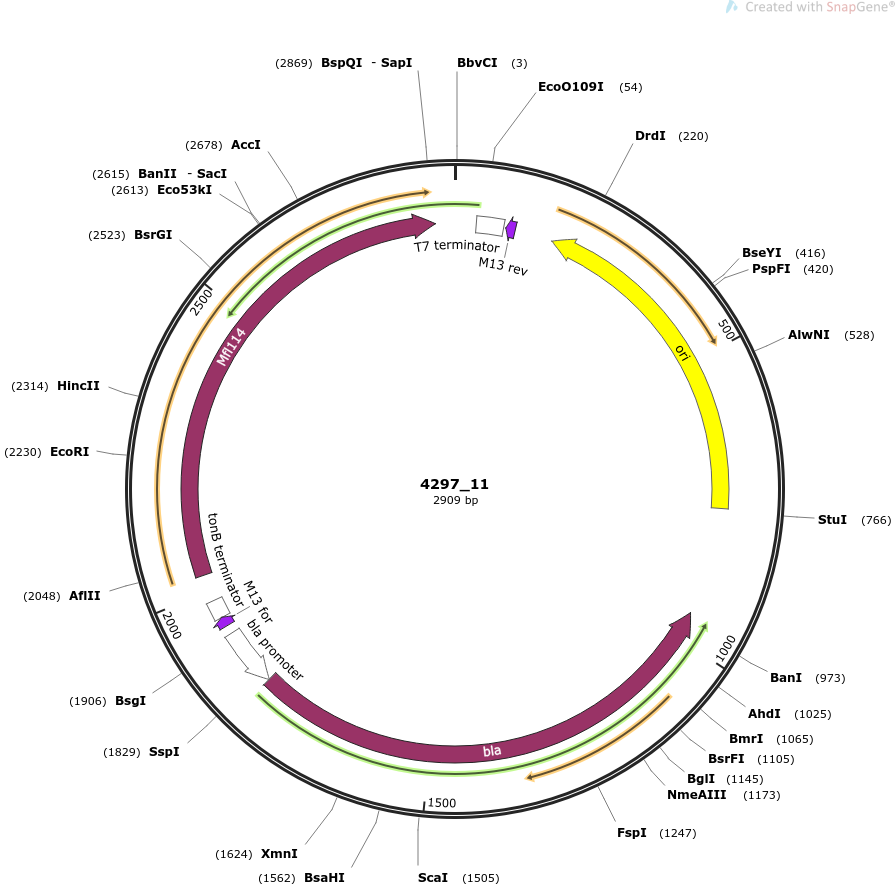 Created with SnapGene®
(2869) BspQI - SapI
BbvCI (3)
EcoO109I (54)
DrdI (220)
(2678) AccI
(2615) BanII - SacI
(2613) Eco53kI
(2523) BsrGI
BseYI (416)
PspFI (420)
T7 terminator
M13 rev
2500
500
AlwNI (528)
Mfl114
ori
(2314) HincII
(2230) EcoRI
4297_11
2909 bp
StuI (766)
tonB terminator
M13 for
bla promoter
(2048) AflII
2000
1000
BanI (973)
(1906) BsgI
AhdI (1025)
BmrI (1065)
(1829) SspI
bla
BsrFI (1105)
BglI (1145)
NmeAIII (1173)
1500
FspI (1247)
(1624) XmnI
(1562) BsaHI
ScaI (1505)